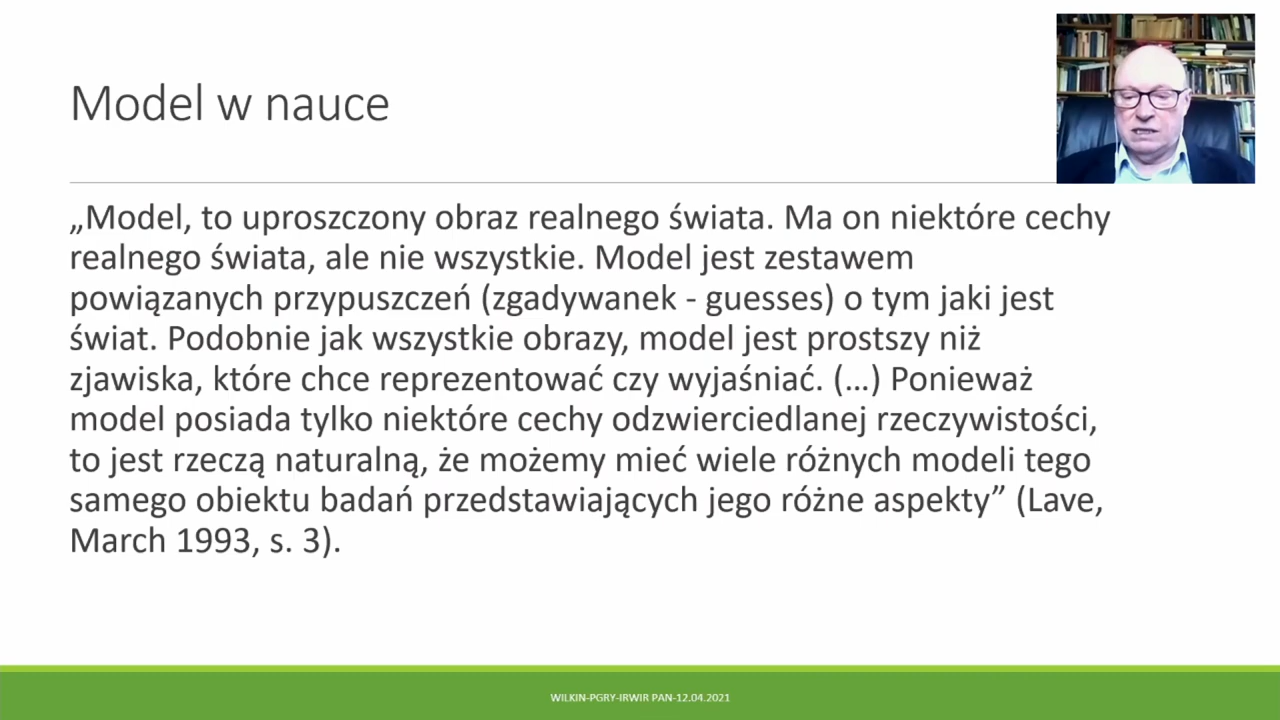 Model w nauce
„Model, to uproszczony obraz realnego świata. Ma on niektóre cechy
realnego świata, ale nie wszystkie. Model jest zestawem
powiązanych przypuszczeń (zgadywanek - guesses) o tym jaki jest
świat. Podobnie jak wszystkie obrazy, model jest prostszy niż
zjawiska, które chce reprezentować czy wyjaśniać. (…) Ponieważ
model posiada tylko niektóre cechy odzwierciedlanej rzeczywistości,
to jest rzeczą naturalną, że możemy mieć wiele różnych modeli tego
samego obiektu badań przedstawiających jego różne aspekty” (Lave,
March 1993, s. 3).
WILKIN-PGRY-IRWIR PAN-12.04.2021